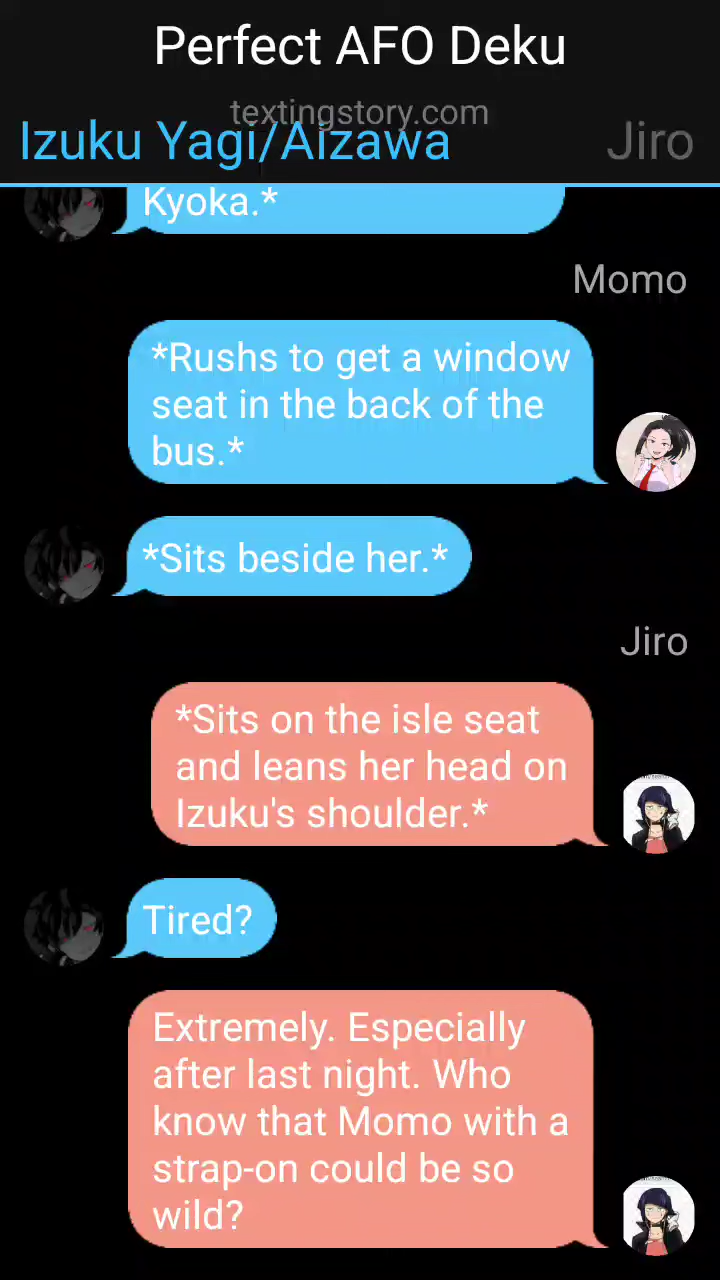 Perfect AFO Deku
textingstory.com
Izuku Yagi/Aizawa
Jiro
Kyoka.*
Momo
*Rushs to get a window
seat in the back of the
bus.*
*Sits beside her.*
Jiro
*Sits on the isle seat
and leans her head on
Izuku's shoulder.*
Tired?
Extremely. Especially
after last night. Who
know that Momo with a
strap-on could be so
wild?